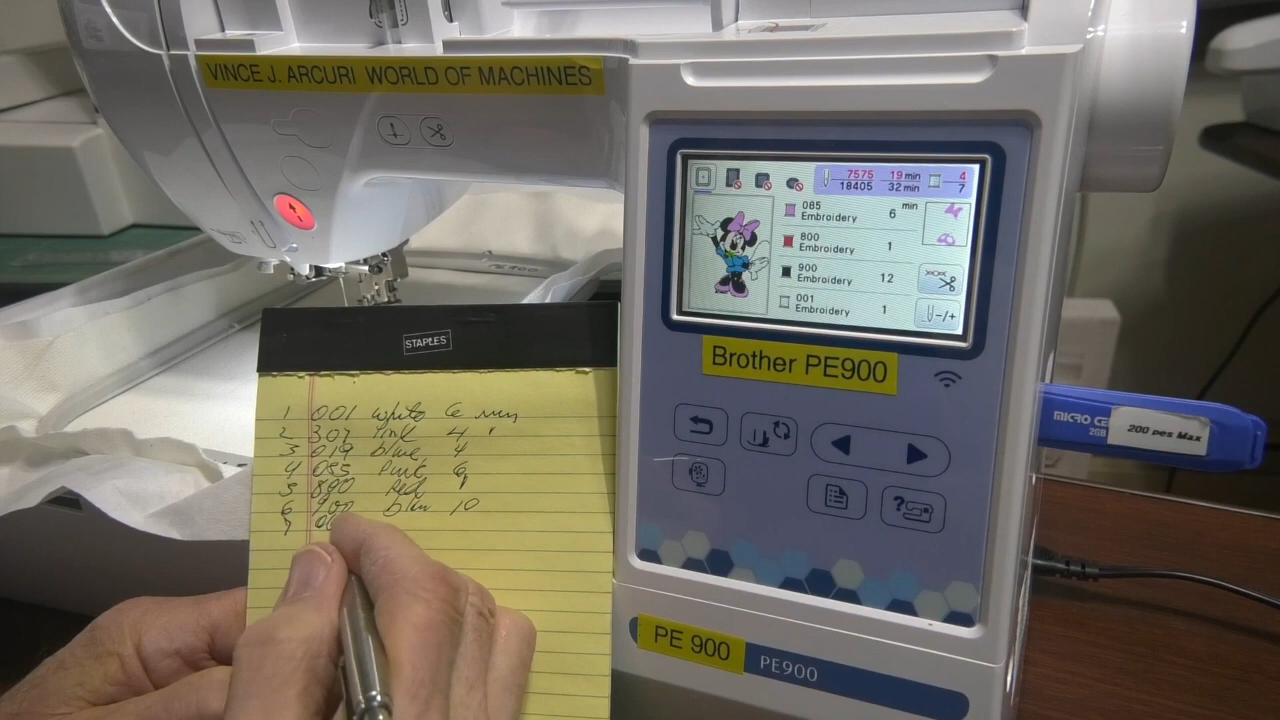 VINCE J. ARCURI WORLD OF MACHINES
7575 19 min 4
18405 32 min 7
min
085
Embroidery 6
800
Embroidery 1
900
Embroidery 12
001
Embroidery 1
-/+
STAPLES
Brother PE900
MICRO CE
2GB
200 pes Max
1 001 white 6 min
2 307 Pink 4 "
3 019 blue 4
4 085 Pink 6
5 800 Red 1
6 900 10
7 00
PE 900
PE900